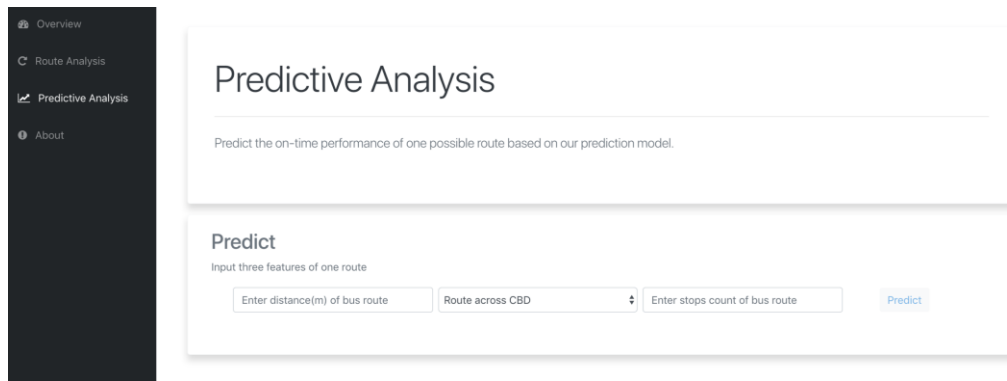 Overview
Route Analysis
Predictive Analysis
About
Predictive Analysis
Predict the on-time performance of one possible route based on our prediction model.
Predict
Input three features of one route
Enter distance(m) of bus route
Route across CBD
Enter stops count of bus route
Predict